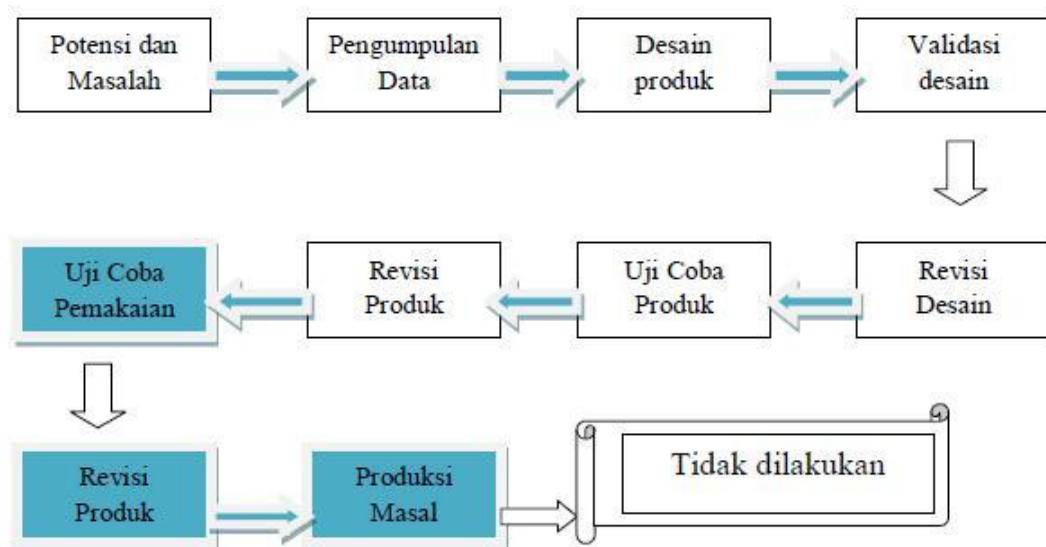 Potensi dan
Masalah
Pengumpulan
Data
Desain
produk
Validasi
desain
Revisi
Desain
Uji Coba
Produk
Revisi
Produk
Uji Coba
Pemakaian
Revisi
Produk
Produksi
Masal
Tidak dilakukan